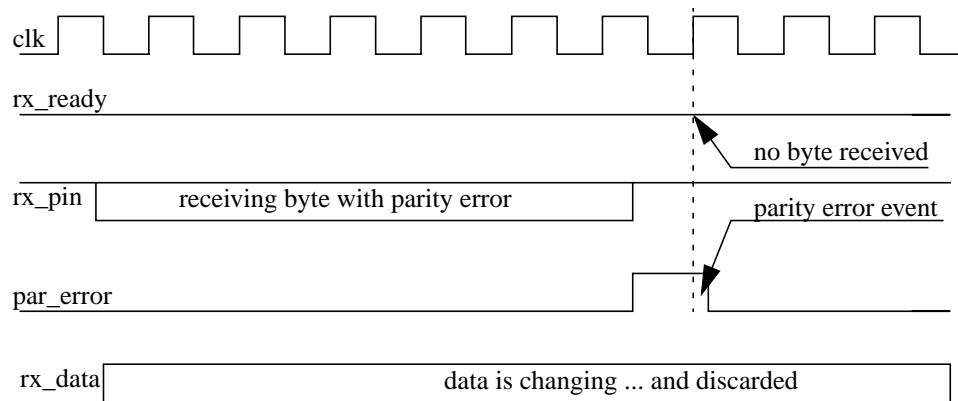 clk
rx_ready
no byte received
rx_pin
receiving byte with parity error
parity error event
par_error
rx_data
data is changing ... and discarded